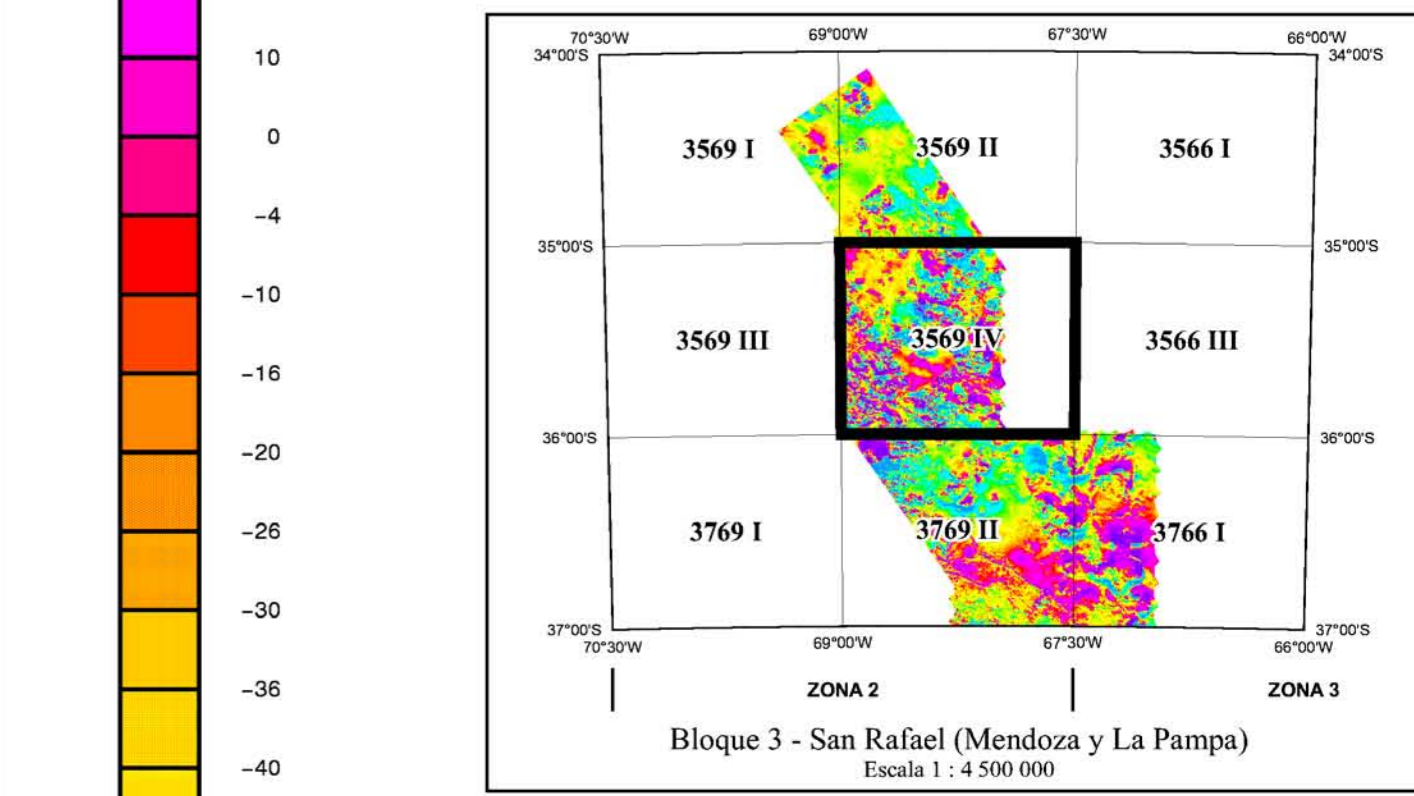 10
0
−4
−10
−16
−20
−26
−30
−36
−40
70°30'W 69°00'W 67°30'W 66°00'W
34°00'S 34°00'S
3569 I 3569 II 3566 I
35°00'S 35°00'S
3569 III 3569 IV 3566 III
36°00'S 36°00'S
3769 I 3769 II 3766 I
37°00'S 37°00'S
70°30'W 69°00'W 67°30'W 66°00'W
ZONA 2 ZONA 3
Bloque 3 - San Rafael (Mendoza y La Pampa)
Escala 1 : 4 500 000